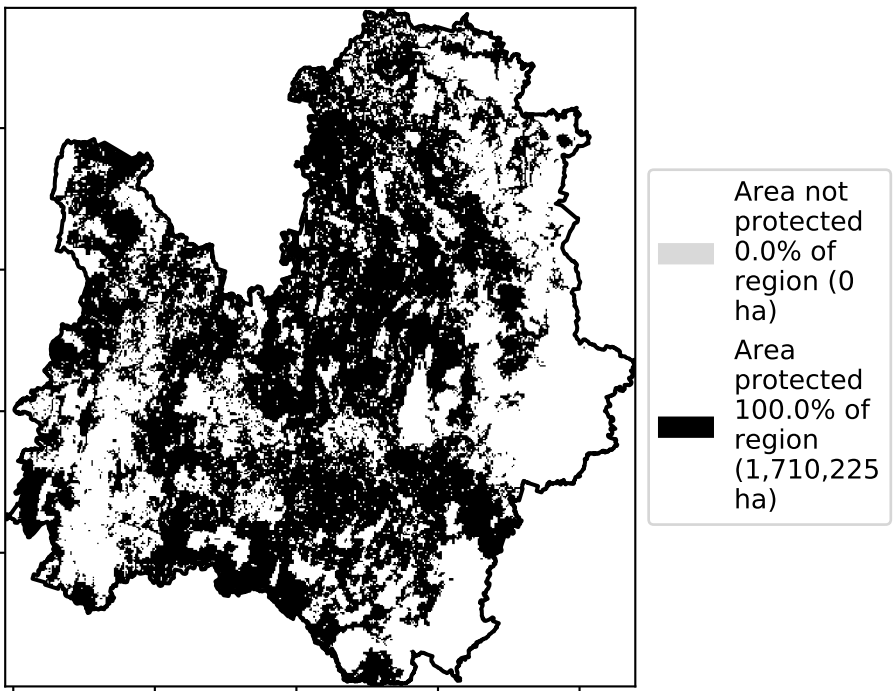 Area not
protected
0.0% of
region (0
ha)
Area
protected
100.0% of
region
(1,710,225
ha)